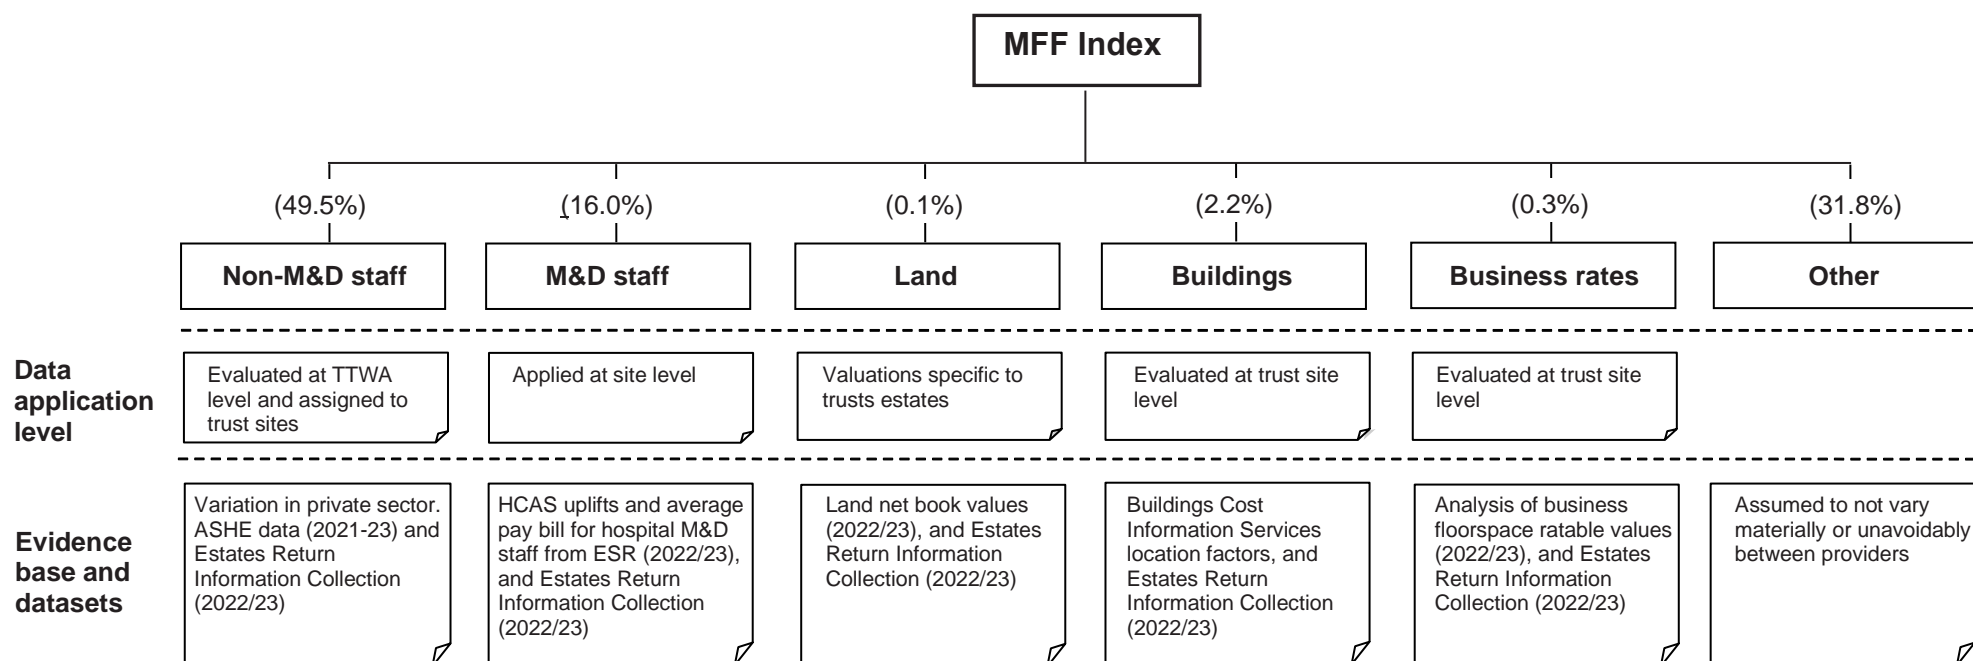 MFF Index
(49.5%)
(16.0%)
(0.1%)
(2.2%)
(0.3%)
(31.8%)
Non-M&D staff
M&D staff
Land
Buildings
Business rates
Other
Data
application
level
Evaluated at TTWA
level and assigned to
trust sites
Applied at site level
Valuations specific to
trusts estates
Evaluated at trust site
level
Evaluated at trust site
level
Evidence
base and
datasets
Variation in private sector.
ASHE data (2021-23) and
Estates Return
Information Collection
(2022/23)
HCAS uplifts and average
pay bill for hospital M&D
staff from ESR (2022/23),
and Estates Return
Information Collection
(2022/23)
Land net book values
(2022/23), and Estates
Return Information
Collection (2022/23)
Buildings Cost
Information Services
location factors, and
Estates Return
Information Collection
(2022/23)
Analysis of business
floorspace ratable values
(2022/23), and Estates
Return Information
Collection (2022/23)
Assumed to not vary
materially or unavoidably
between providers